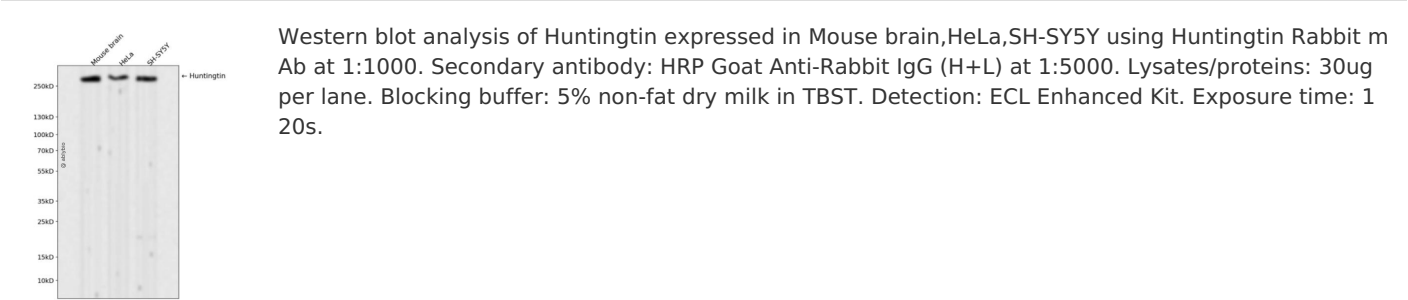 Mouse brain
HeLa
SH-SY5Y
← Huntingtin
250kD
130kD
100kD
70kD
55kD
35kD
25kD
15kD
10kD
Western blot analysis of Huntingtin expressed in Mouse brain,HeLa,SH-SY5Y using Huntingtin Rabbit m
Ab at 1:1000. Secondary antibody: HRP Goat Anti-Rabbit IgG (H+L) at 1:5000. Lysates/proteins: 30ug
per lane. Blocking buffer: 5% non-fat dry milk in TBST. Detection: ECL Enhanced Kit. Exposure time: 1
20s.